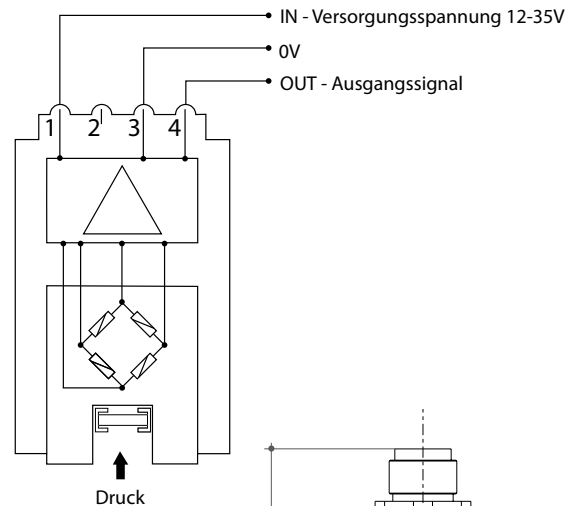 IN - Versorgungsspannung 12-35V
0V
OUT - Ausgangssignal
1 2 3 4
Druck